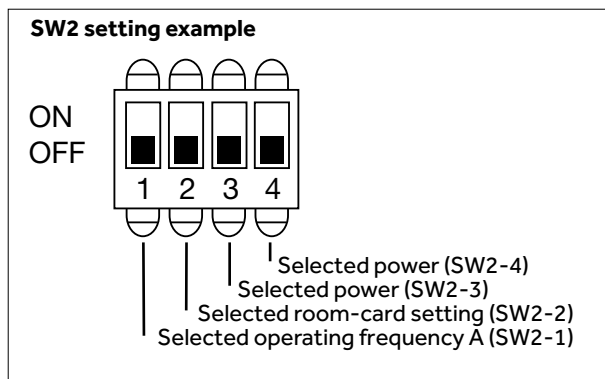 SW2 setting example
ON
OFF
1 2 3 4
Selected power (SW2-4)
Selected power (SW2-3)
Selected room-card setting (SW2-2)
Selected operating frequency A (SW2-1)